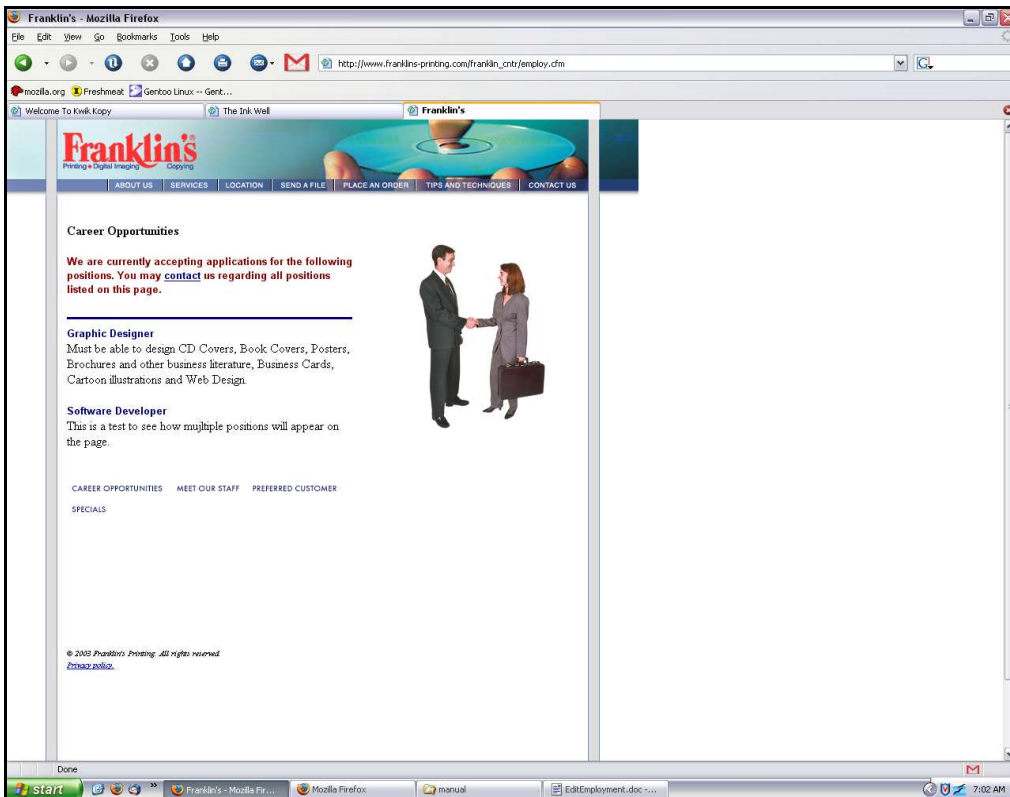 Franklin's - Mozilla Firefox
File Edit View Go Bookmarks Tools Help
http://www.franklins-printing.com/franklin_cntr/employ.cfm
G
mozilla.org Freshmeat Gentoo Linux -- Gent...
Welcome To Kwik Kopy The Ink Well Franklin's
Franklin's®
Printing Digital Imaging Copying
ABOUT US SERVICES LOCATION SEND A FILE PLACE AN ORDER TIPS AND TECHNIQUES CONTACT US
Career Opportunities
We are currently accepting applications for the following
positions. You may contact us regarding all positions
listed on this page.
Graphic Designer
Must be able to design CD Covers, Book Covers, Posters,
Brochures and other business literature, Business Cards,
Cartoon illustrations and Web Design.
Software Developer
This is a test to see how mujltiple positions will appear on
the page.
CAREER OPPORTUNITIES MEET OUR STAFF PREFERRED CUSTOMER
SPECIALS
© 2003 Franklin's Printing. All rights reserved.
Privacy policy.
Done
start Franklin's - Mozilla Fir... Mozilla Firefox manual EditEmployment.doc -... 7:02 AM